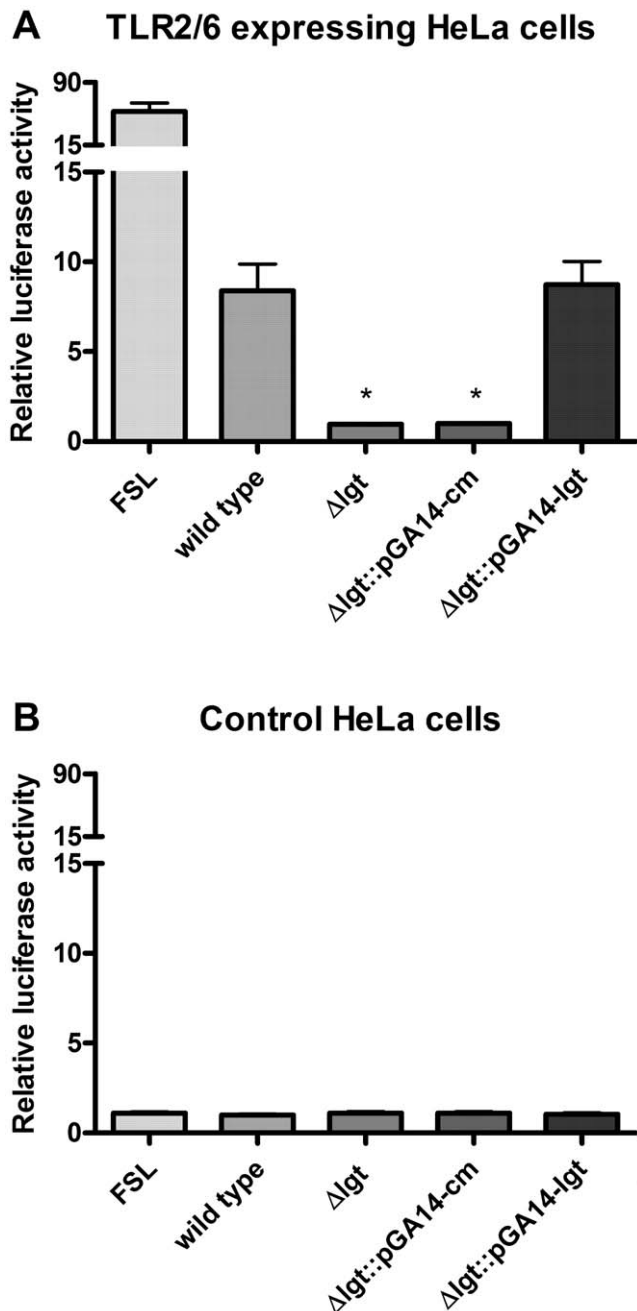 A TLR2/6 expressing HeLa cells
Relative luciferase activity
90
15
15
10
5
0
* *
FSL
wild type
Δlgt
Δlgt::pGA14-cm
Δlgt::pGA14-lgt
B Control HeLa cells
Relative luciferase activity
90
15
15
10
5
0
FSL
wild type
Δlgt
Δlgt::pGA14-cm
Δlgt::pGA14-lgt